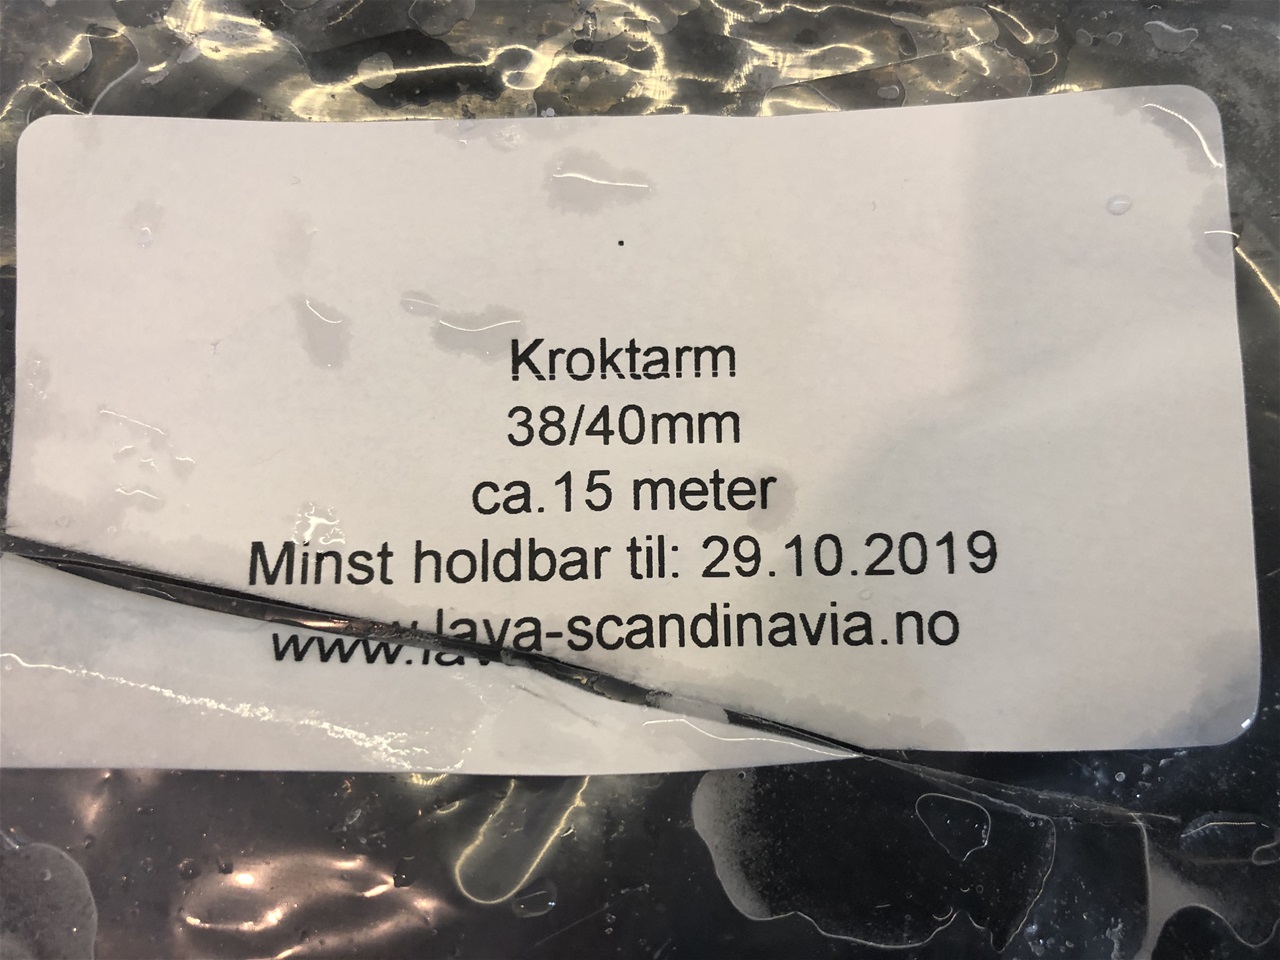 Kroktarm
38/40mm
ca.15 meter
Minst holdbar til: 29.10.2019
www.lava-scandinavia.no